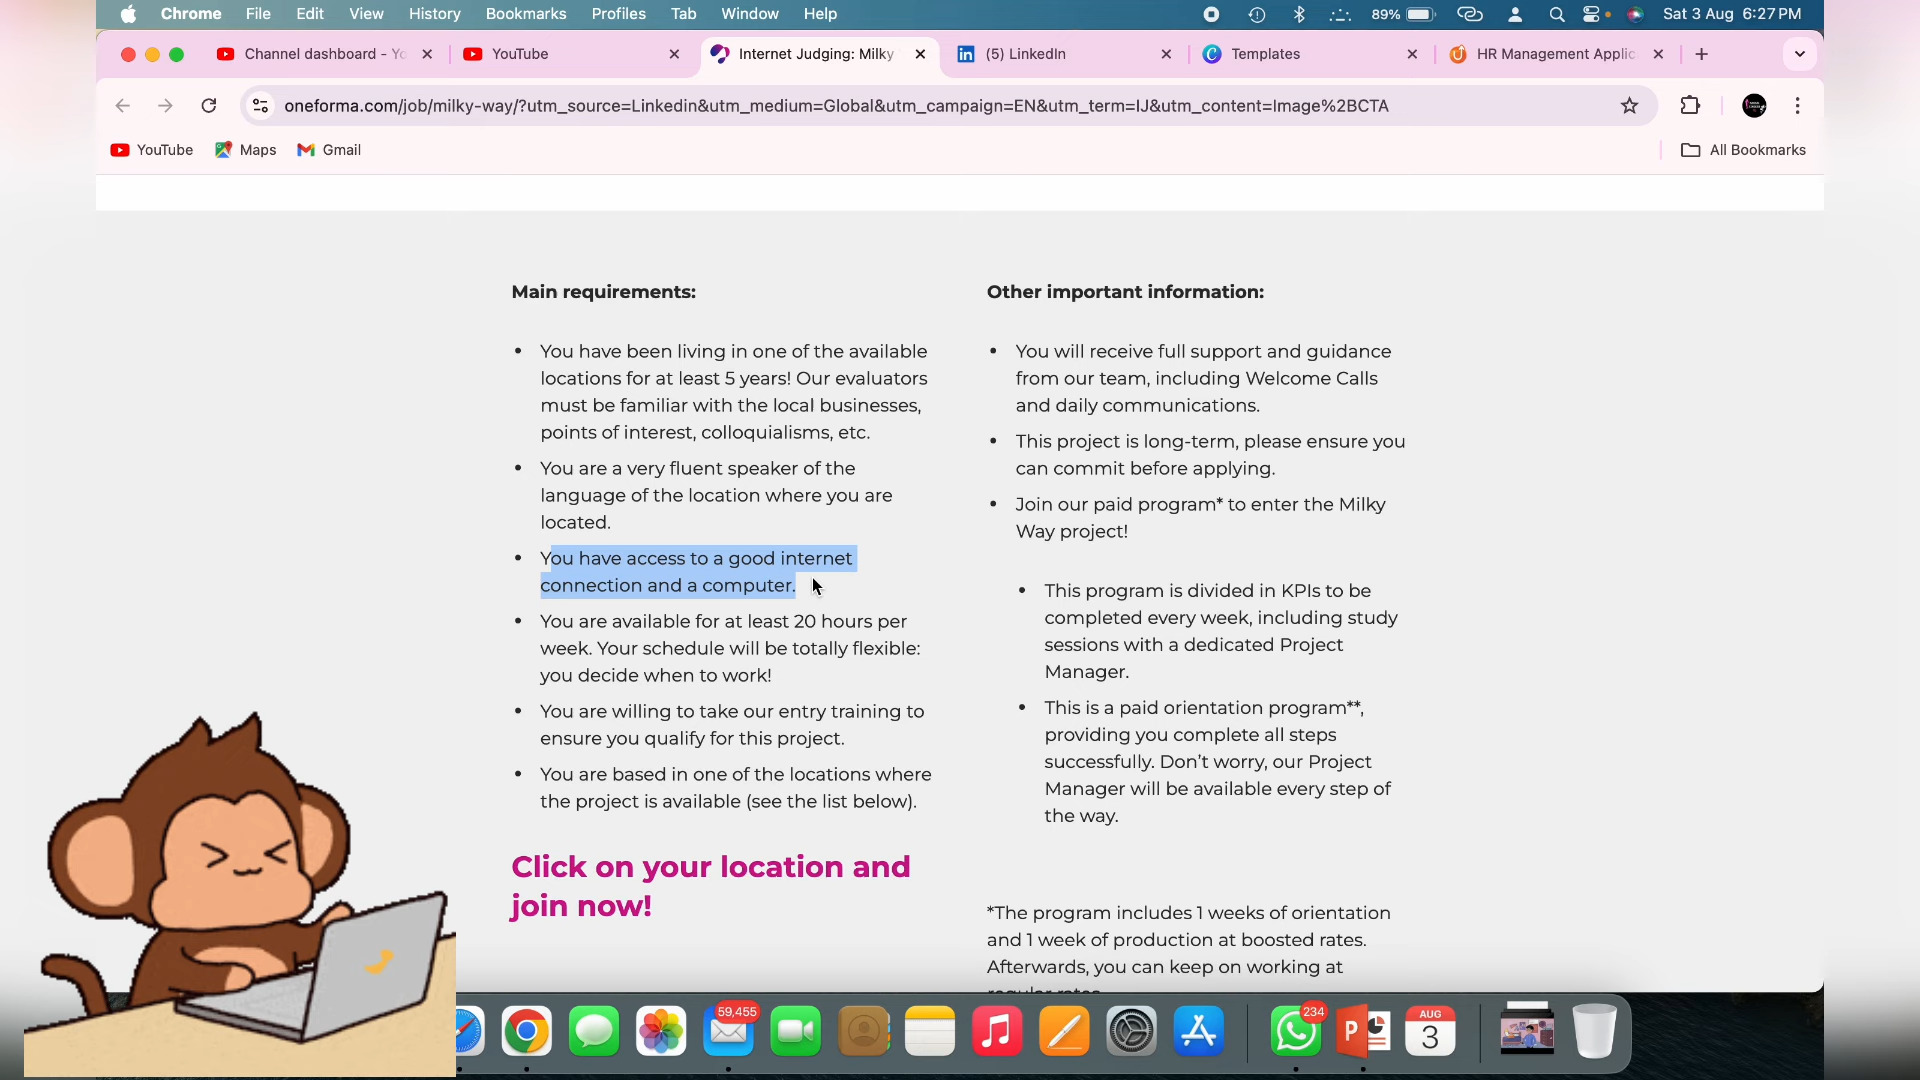 Chrome File Edit View History Bookmarks Profiles Tab Window Help 89% Sat 3 Aug 6:27 PM
Channel dashboard - Yo YouTube Internet Judging: Milky (5) LinkedIn Templates HR Management Applic
oneforma.com/job/milky-way/?utm_source=Linkedin&utm_medium=Global&utm_campaign=EN&utm_term=IJ&utm_content=Image%2BCTA
YouTube Maps Gmail All Bookmarks
Main requirements:
• You have been living in one of the available
locations for at least 5 years! Our evaluators
must be familiar with the local businesses,
points of interest, colloquialisms, etc.
• You are a very fluent speaker of the
language of the location where you are
located.
• You have access to a good internet
connection and a computer.
• You are available for at least 20 hours per
week. Your schedule will be totally flexible:
you decide when to work!
• You are willing to take our entry training to
ensure you qualify for this project.
• You are based in one of the locations where
the project is available (see the list below).
Click on your location and
join now!
Other important information:
• You will receive full support and guidance
from our team, including Welcome Calls
and daily communications.
• This project is long-term, please ensure you
can commit before applying.
• Join our paid program* to enter the Milky
Way project!
• This program is divided in KPIs to be
completed every week, including study
sessions with a dedicated Project
Manager.
• This is a paid orientation program**,
providing you complete all steps
successfully. Don't worry, our Project
Manager will be available every step of
the way.
*The program includes 1 weeks of orientation
and 1 week of production at boosted rates.
Afterwards, you can keep on working at
regular rates.
59,455 234 AUG
P 3